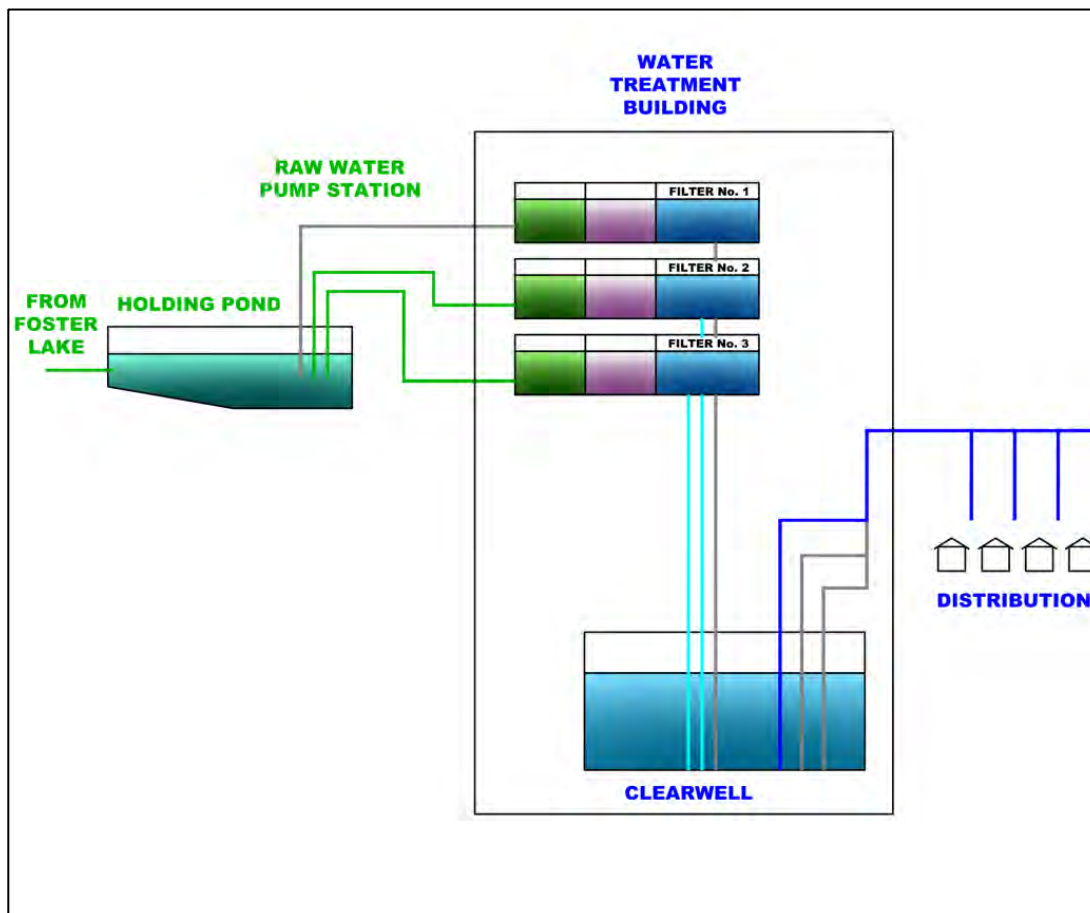 WATER
TREATMENT
BUILDING
RAW WATER
PUMP STATION
FILTER No. 1
FILTER No. 2
FILTER No. 3
FROM
FOSTER
LAKE
HOLDING POND
DISTRIBUTION
CLEARWELL